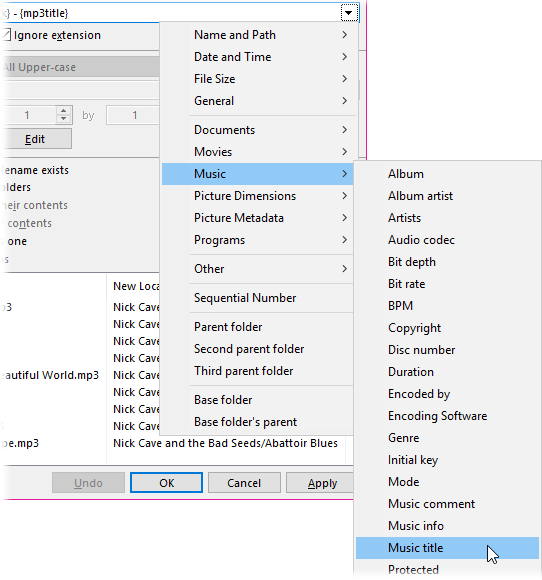 } - {mp3title}
Ignore extension
All Upper-case
1 by 1
Edit
ename exists
lders
heir contents
contents
one
s
Name and Path
Date and Time
File Size
General
Documents
Movies
Music
Picture Dimensions
Picture Metadata
Programs
Other
Sequential Number
Parent folder
Second parent folder
Third parent folder
Base folder
Base folder's parent
Album
Album artist
Artists
Audio codec
Bit depth
Bit rate
BPM
Copyright
Disc number
Duration
Encoded by
Encoding Software
Genre
Initial key
Mode
Music comment
Music info
Music title
Protected
New Loca
p3 Nick Cave
Nick Cave
Nick Cave
Nick Cave
eautiful World.mp3 Nick Cave
Nick Cave
Nick Cave
Nick Cave
pe.mp3 Nick Cave and the Bad Seeds/Abattoir Blues
Undo OK Cancel Apply